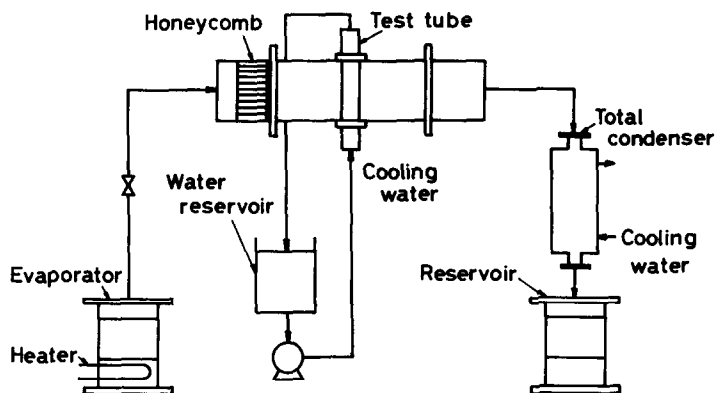 Honeycomb
Test tube
Total
condenser
Water
reservoir
Cooling
water
Cooling
water
Evaporator
Reservoir
Heater